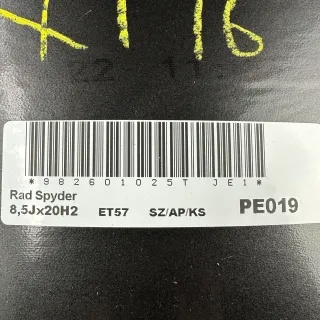 *982601025T JE1*
Rad Spyder
8,5Jx20H2 ET57 SZ/AP/KS PE019